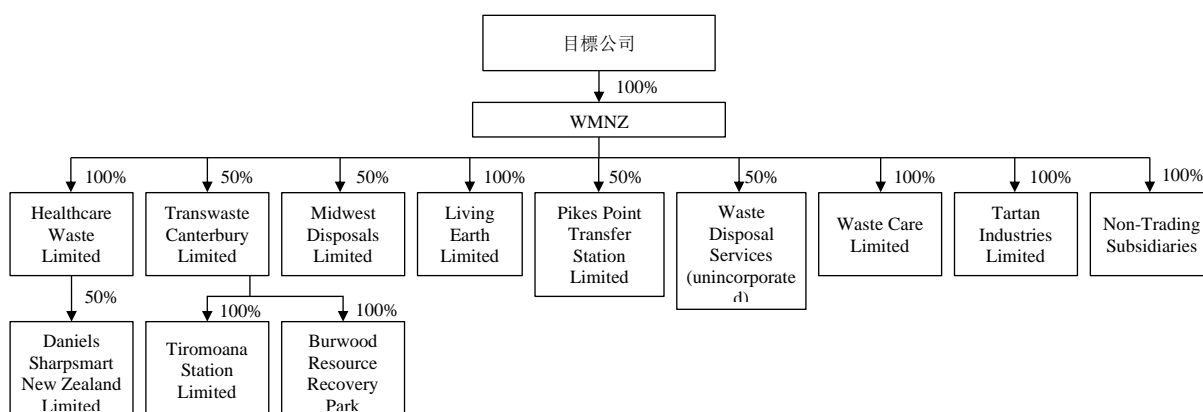 目標公司
100%
WMNZ
100%
50%
50%
100%
50%
50%
100%
100%
100%
Healthcare
Waste
Limited
Transwaste
Canterbury
Limited
Midwest
Disposals
Limited
Living
Earth
Limited
Pikes Point
Transfer
Station
Limited
Waste
Disposal
Services
(unincorporate
d)
Waste Care
Limited
Tartan
Industries
Limited
Non-Trading
Subsidiaries
50%
100%
100%
Daniels
Sharpsmart
New Zealand
Limited
Tiromoana
Station
Limited
Burwood
Resource
Recovery
Park